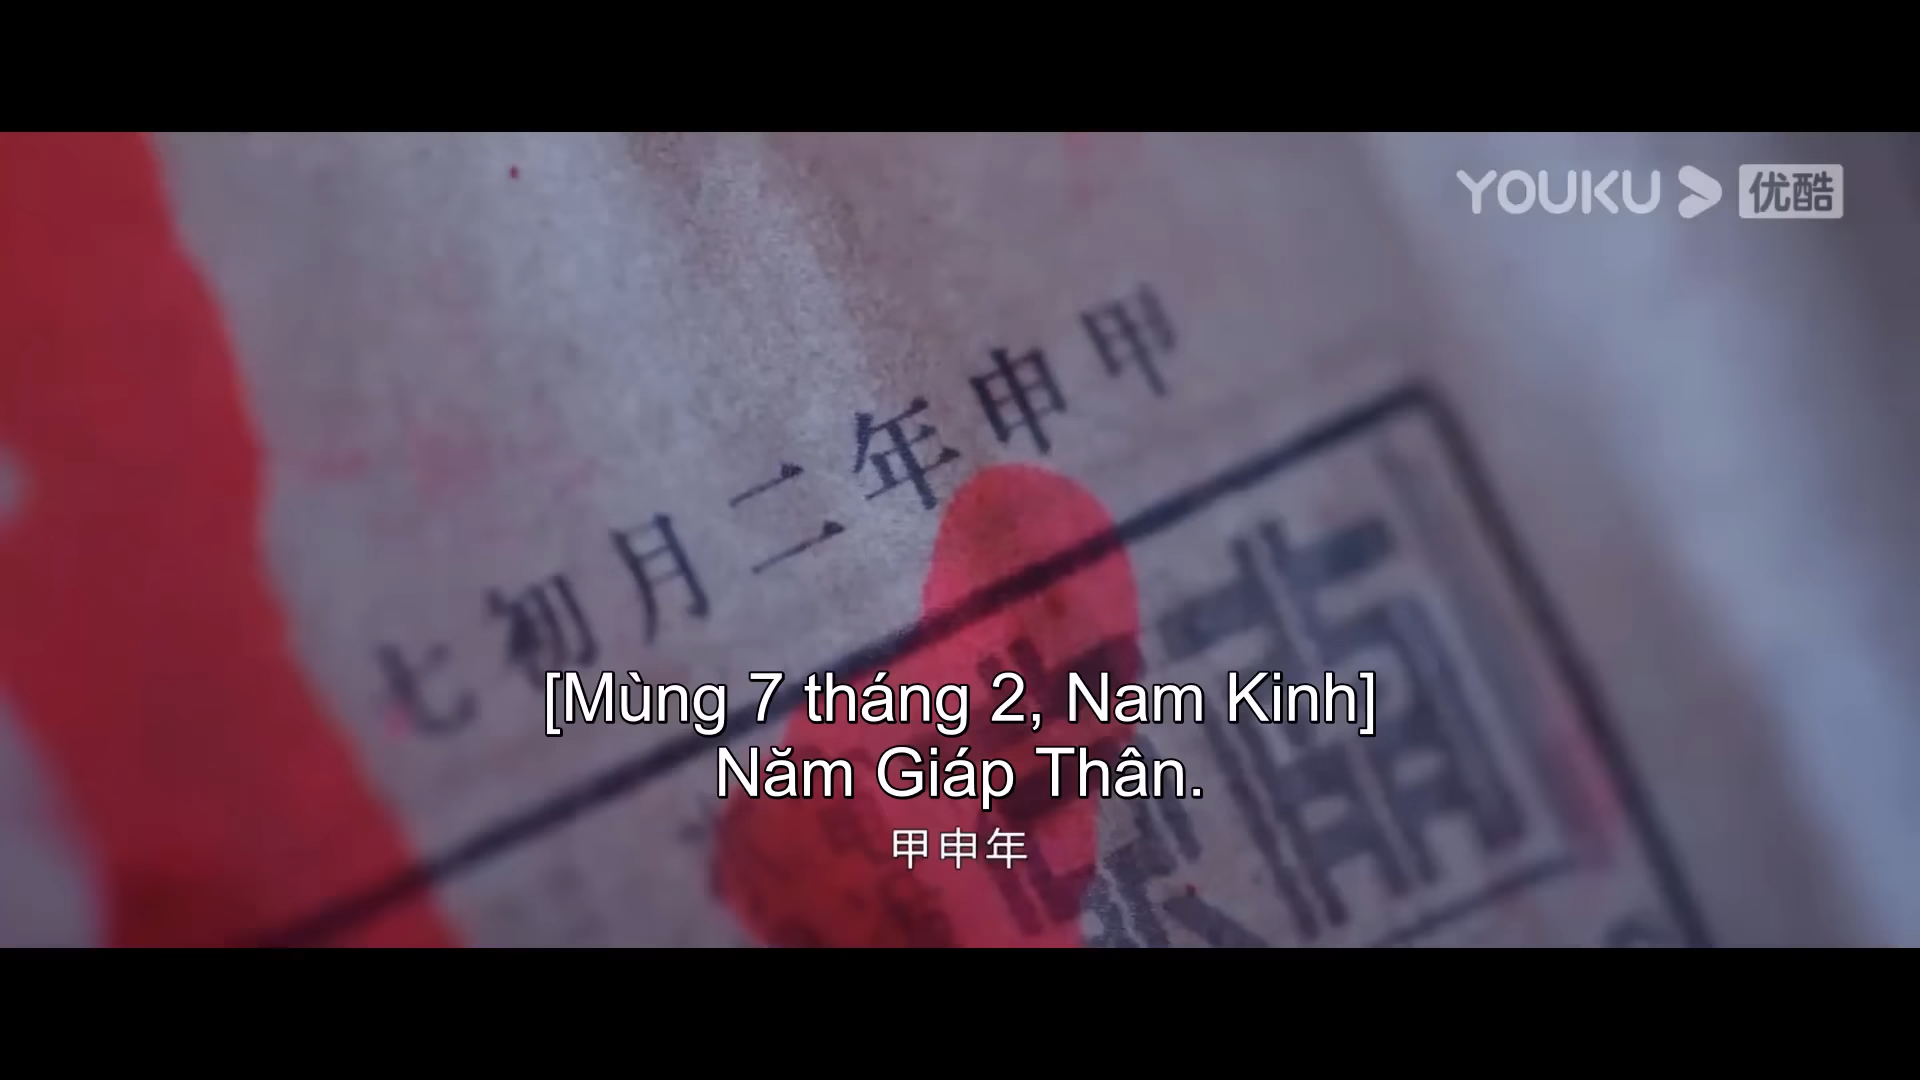 YOUKU 优酷
甲申年二月初七
南
[Mùng 7 tháng 2, Nam Kinh]
Năm Giáp Thân.
甲申年